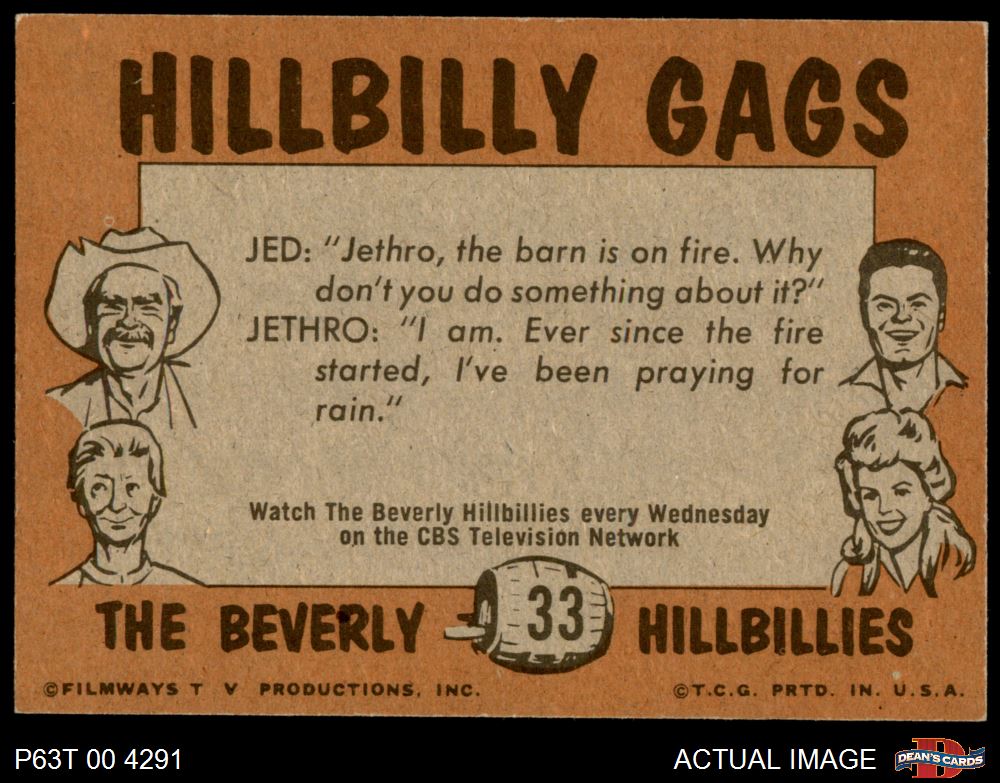 HILLBILLY GAGS
JED: "Jethro, the barn is on fire. Why
don't you do something about it?"
JETHRO: "I am. Ever since the fire
started, I've been praying for
rain."
Watch The Beverly Hillbillies every Wednesday
on the CBS Television Network
THE BEVERLY 33 HILLBILLIES
©FILMWAYS T V PRODUCTIONS, INC. ©T.C.G. PRTD. IN. U.S.A.
P63T 00 4291 ACTUAL IMAGE D DEAN'S CARDS